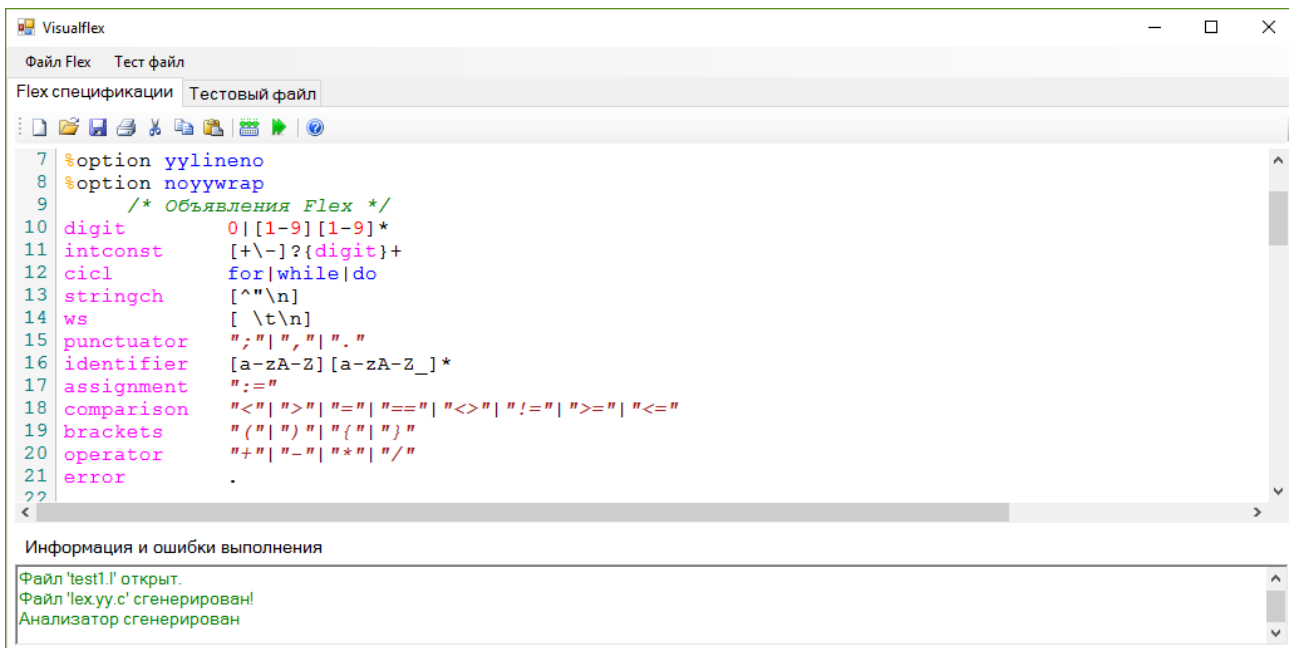 Visualflex
Файл Flex Тест файл
Flex спецификации Тестовый файл
7 %option yylineno
8 %option noyywrap
9 /* Объявления Flex */
10 digit 0|[1-9][1-9]*
11 intconst [+\-]?{digit}+
12 cicl for|while|do
13 stringch [^"\n]
14 ws [ \t\n]
15 punctuator ";"|","|"."
16 identifier [a-zA-Z][a-zA-Z_]*
17 assignment ":="
18 comparison "<"|">"|"="|"=="|"<>"|"!="|">="|"<="
19 brackets "("|")"|"{"|"}"
20 operator "+"|"-"|"*"|"/"
21 error .
22
Информация и ошибки выполнения
Файл 'test1.l' открыт.
Файл 'lex.yy.c' сгенерирован!
Анализатор сгенерирован